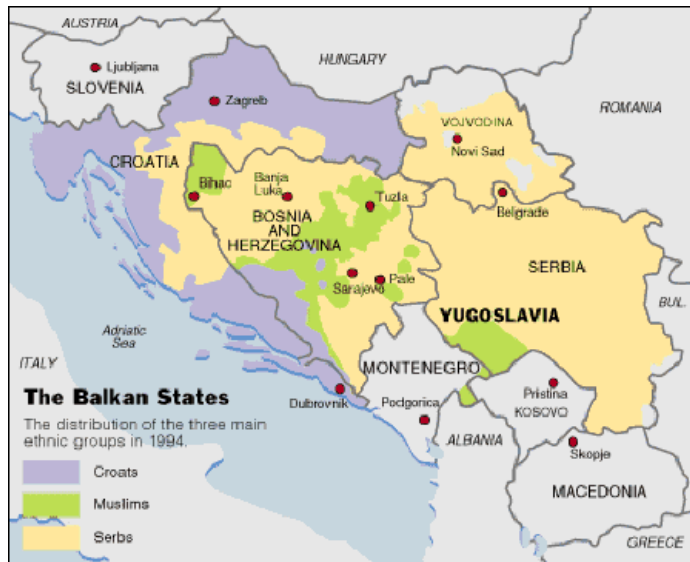 AUSTRIA
HUNGARY
Ljubljana
SLOVENIA
Zagreb
ROMANIA
VOJVODINA
Novi Sad
CROATIA
Bihac
Banja
Luka
Tuzla
Belgrade
BOSNIA
AND
HERZEGOVINA
SERBIA
Sarajevo
Pale
BUL.
YUGOSLAVIA
Adriatic
Sea
ITALY
MONTENEGRO
Pristina
KOSOVO
Dubrovnik
Podgorica
ALBANIA
Skopje
MACEDONIA
GREECE
The Balkan States
The distribution of the three main
ethnic groups in 1994.
Croats
Muslims
Serbs